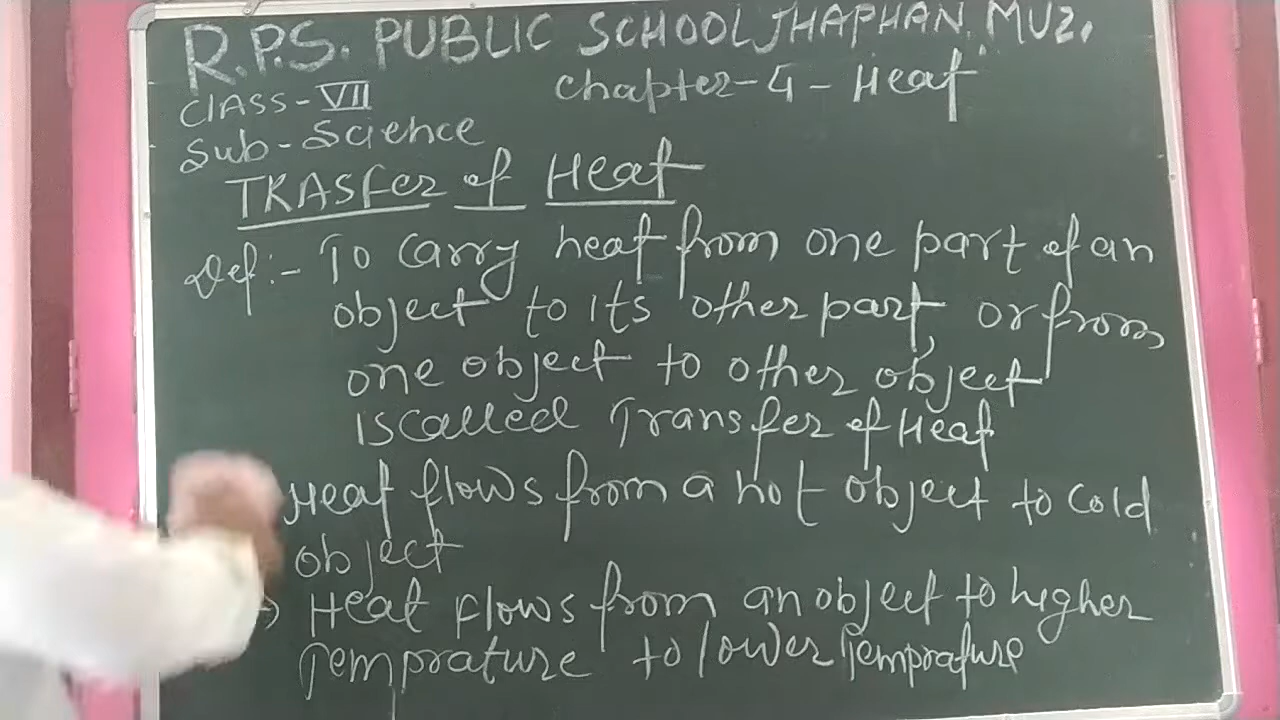 R.P.S. PUBLIC SCHOOL JHAPHAN, MUZ.
CLASS-VII
chapter-4-Heat
Sub-Science
TRASfer of Heat
Def:- To Carry heat from one part of an
object to its other part, or from
one object to other object
is called Transfer of Heat
Heat flows from a hot object to cold
object
→ Heat flows from an object to higher
Temprature to lower Temprature